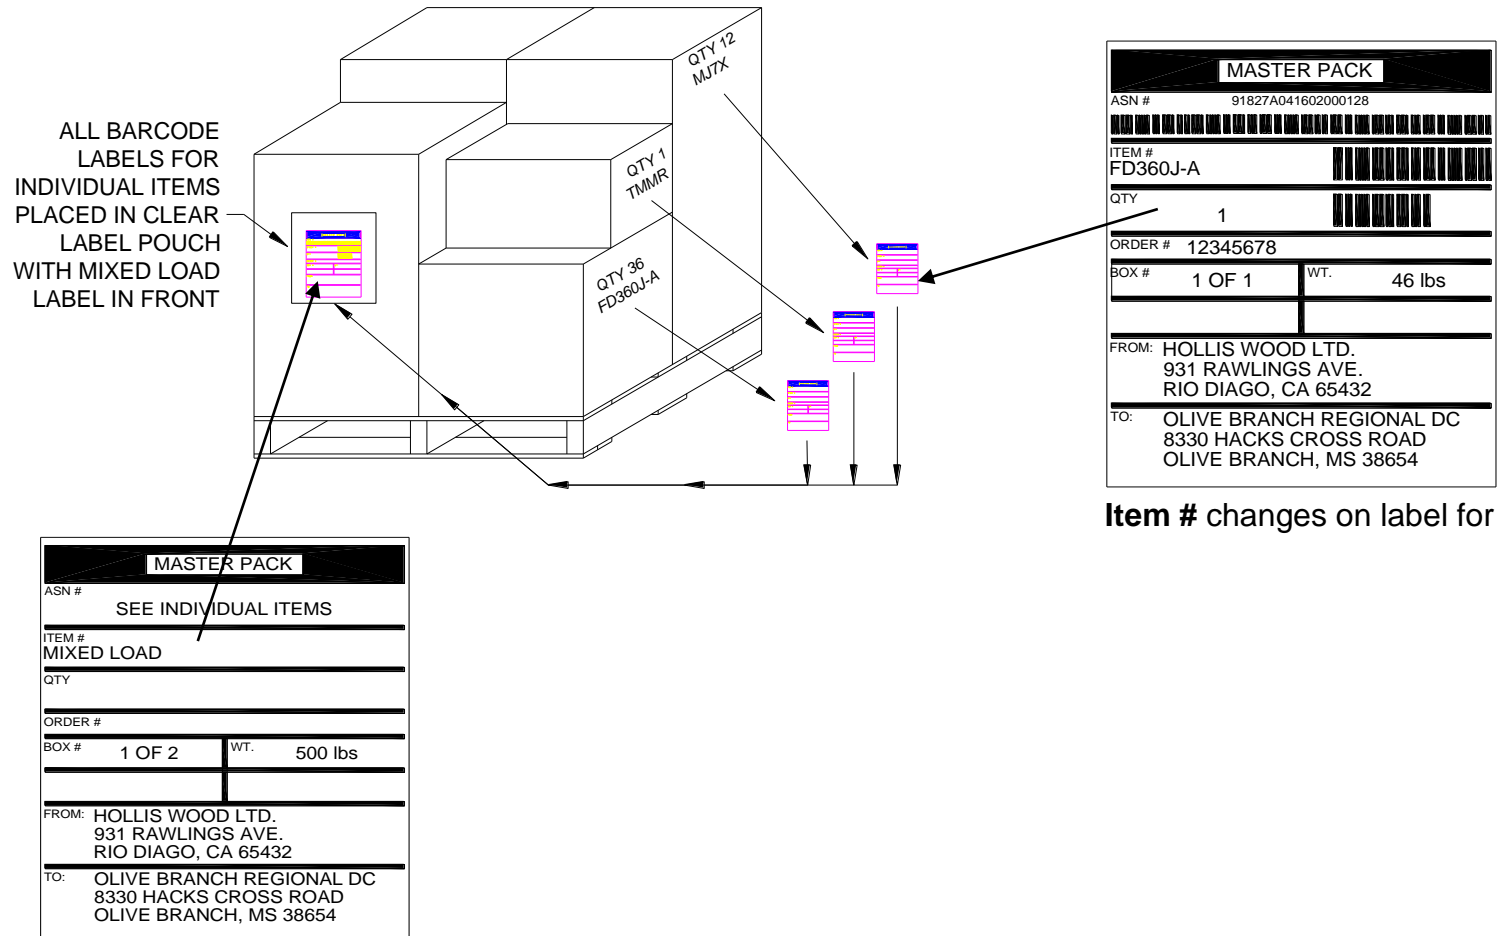 ALL BARCODE
LABELS FOR
INDIVIDUAL ITEMS
PLACED IN CLEAR
LABEL POUCH
WITH MIXED LOAD
LABEL IN FRONT
QTY 12
MJ7X
QTY 1
TMMR
QTY 36
FD360J-A
MASTER PACK
ASN # 91827A041602000128
ITEM #
FD360J-A
QTY
1
ORDER # 12345678
BOX # 1 OF 1 WT. 46 lbs
FROM: HOLLIS WOOD LTD.
931 RAWLINGS AVE.
RIO DIAGO, CA 65432
TO: OLIVE BRANCH REGIONAL DC
8330 HACKS CROSS ROAD
OLIVE BRANCH, MS 38654
Item # changes on label for
MASTER PACK
ASN #
SEE INDIVIDUAL ITEMS
ITEM #
MIXED LOAD
QTY
ORDER #
BOX # 1 OF 2 WT. 500 lbs
FROM: HOLLIS WOOD LTD.
931 RAWLINGS AVE.
RIO DIAGO, CA 65432
TO: OLIVE BRANCH REGIONAL DC
8330 HACKS CROSS ROAD
OLIVE BRANCH, MS 38654